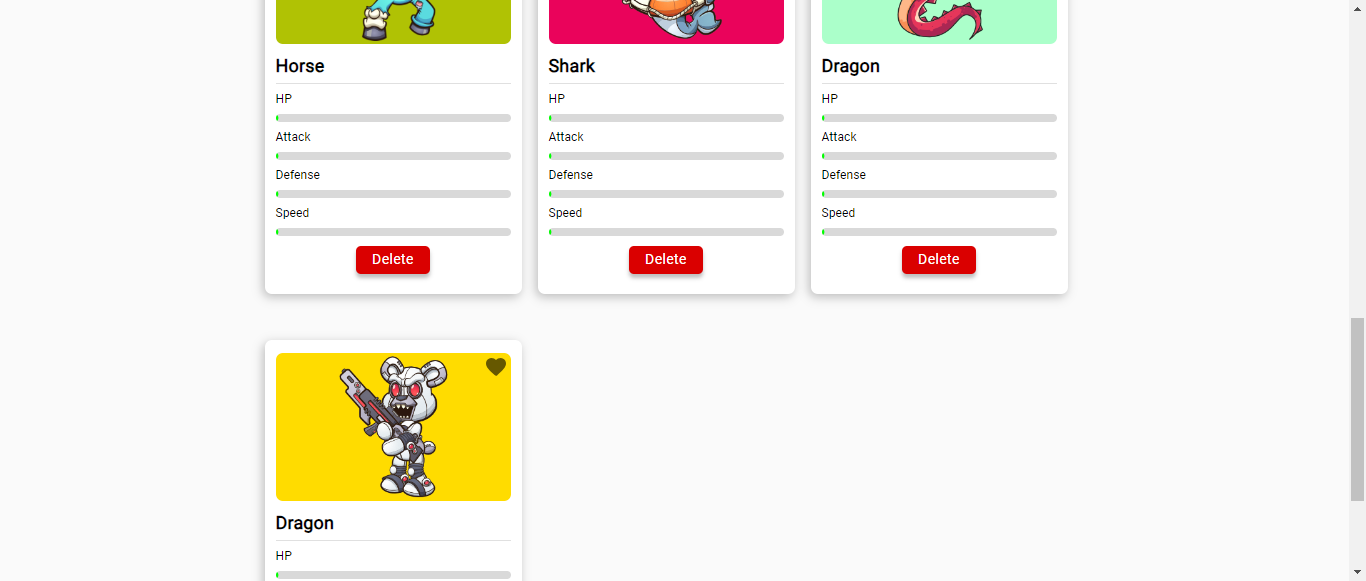 Horse
HP
Attack
Defense
Speed
Delete
Shark
HP
Attack
Defense
Speed
Delete
Dragon
HP
Attack
Defense
Speed
Delete
Dragon
HP